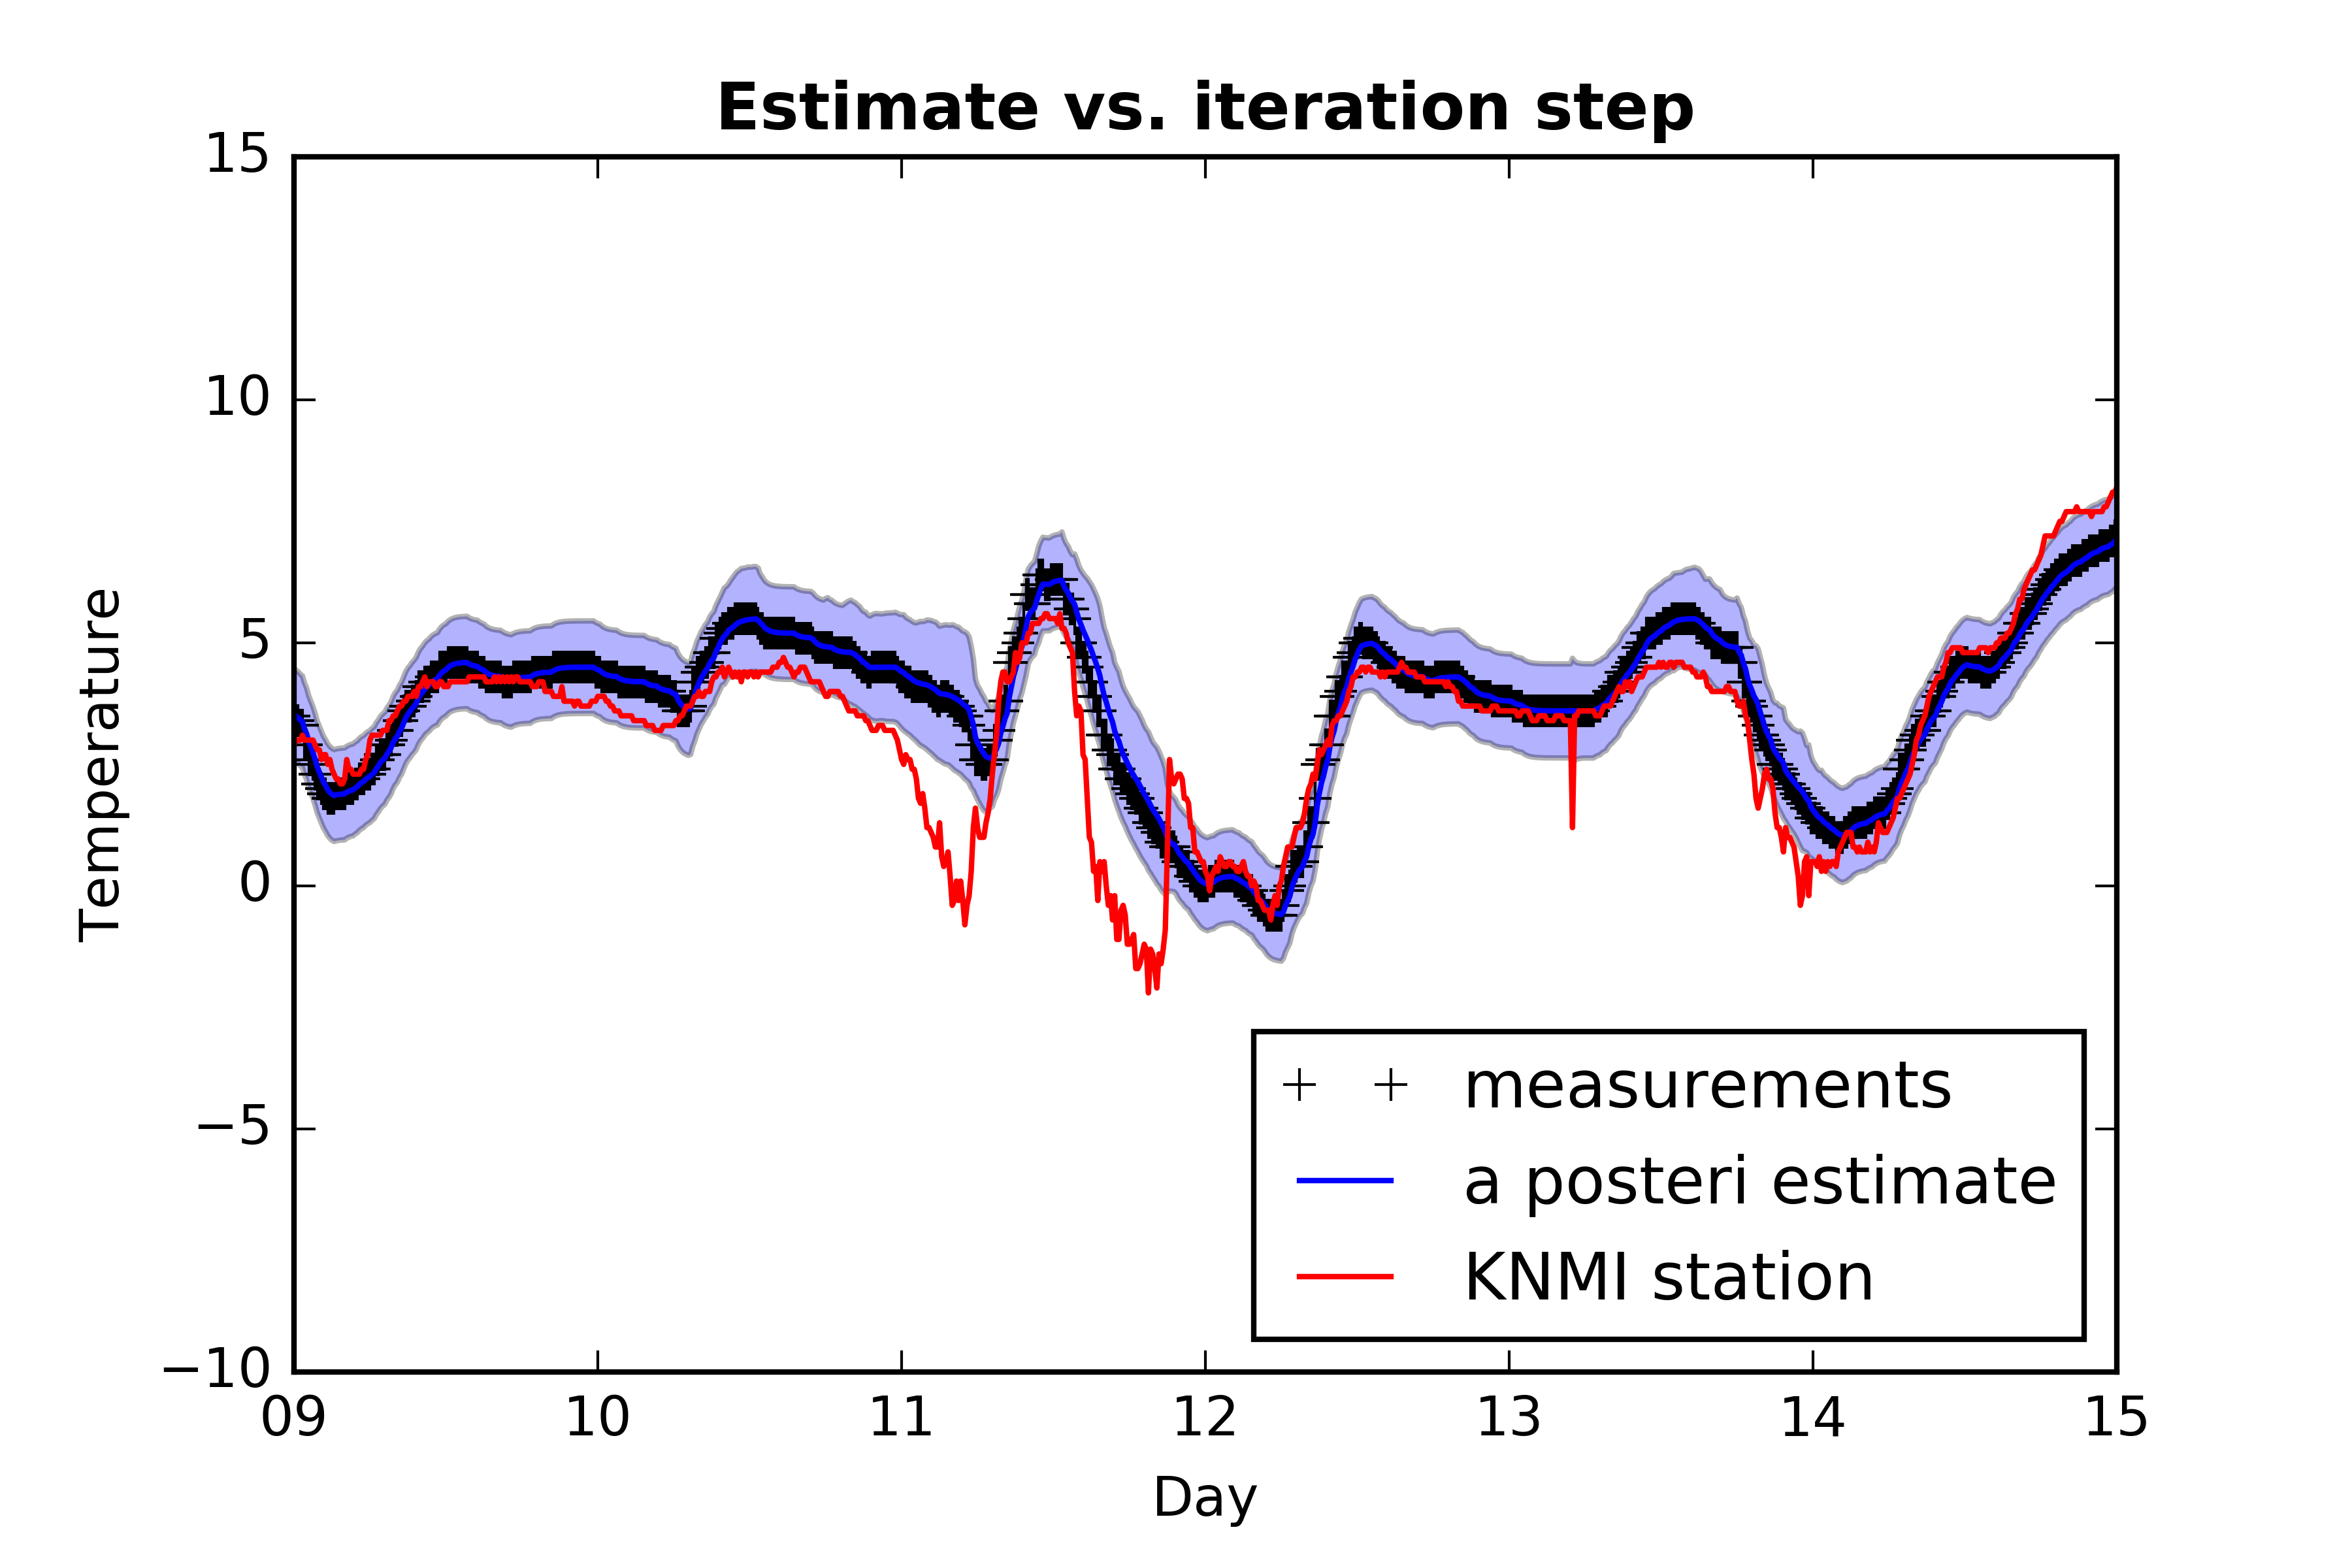 Estimate vs. iteration step
15
10
5
0
−5
−10
Temperature
measurements
a posteri estimate
KNMI station
09 10 11 12 13 14 15
Day